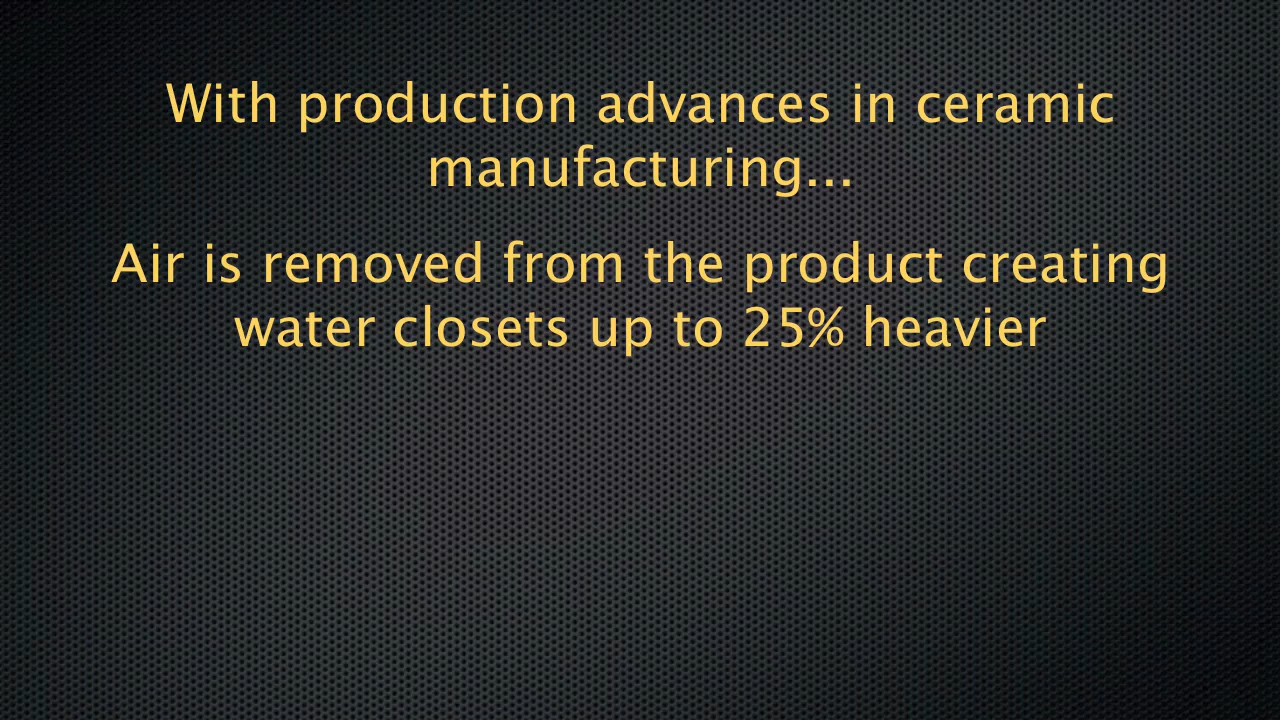 With production advances in ceramic
manufacturing...
Air is removed from the product creating
water closets up to 25% heavier